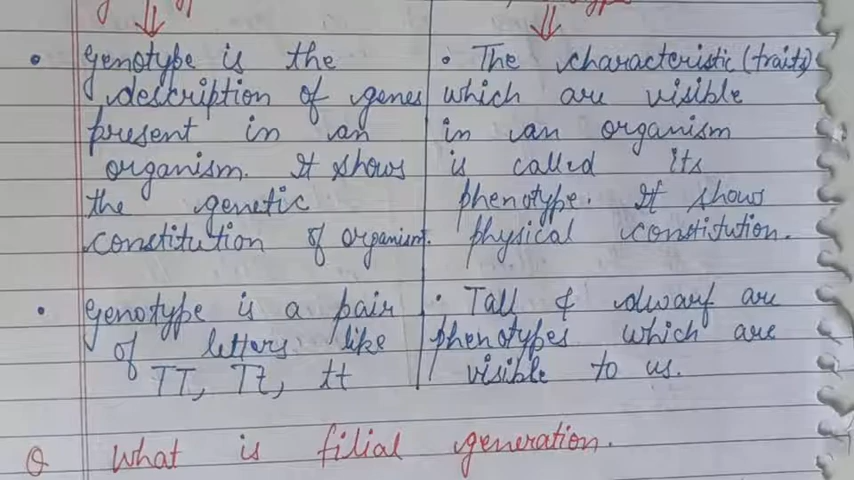 • Genotype is the
description of genes
present in an
organism. It shows
the genetic
constitution of organism.
• The characteristic (traits)
which are visible
in an organism
is called its
phenotype. It shows
physical constitution.
• Genotype is a pair
of letters like
TT, Tt, tt
• Tall & dwarf are
phenotypes which are
visible to us.
Q What is filial generation.